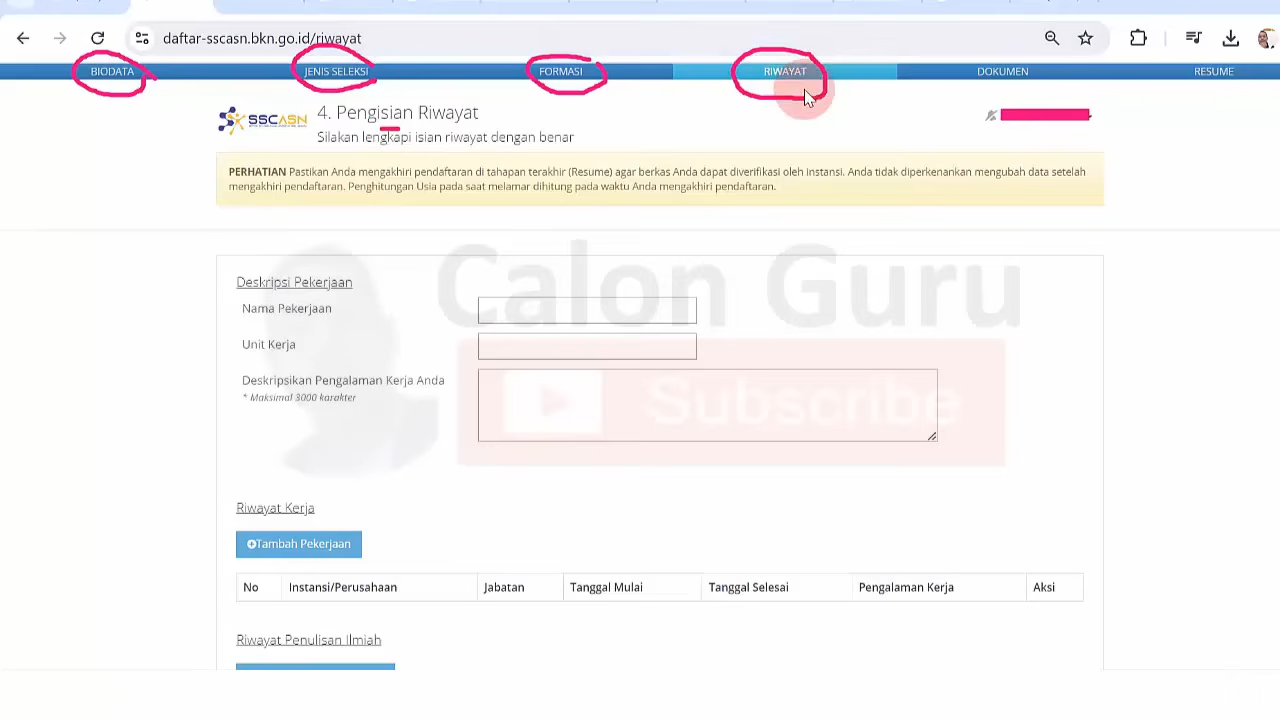 daftar-sscasn.bkn.go.id/riwayat
BIODATA JENIS SELEKSI FORMASI RIWAYAT DOKUMEN RESUME
SSCASN
4. Pengisian Riwayat
Silakan lengkapi isian riwayat dengan benar
PERHATIAN Pastikan Anda mengakhiri pendaftaran di tahapan terakhir (Resume) agar berkas Anda dapat diverifikasi oleh instansi. Anda tidak diperkenankan mengubah data setelah
mengakhiri pendaftaran. Penghitungan Usia pada saat melamar dihitung pada waktu Anda mengakhiri pendaftaran.
Calon Guru
Deskripsi Pekerjaan
Nama Pekerjaan
Unit Kerja
Deskripsikan Pengalaman Kerja Anda
* Maksimal 3000 karakter
Subscribe
Riwayat Kerja
Tambah Pekerjaan
No Instansi/Perusahaan Jabatan Tanggal Mulai Tanggal Selesai Pengalaman Kerja Aksi
Riwayat Penulisan Ilmiah